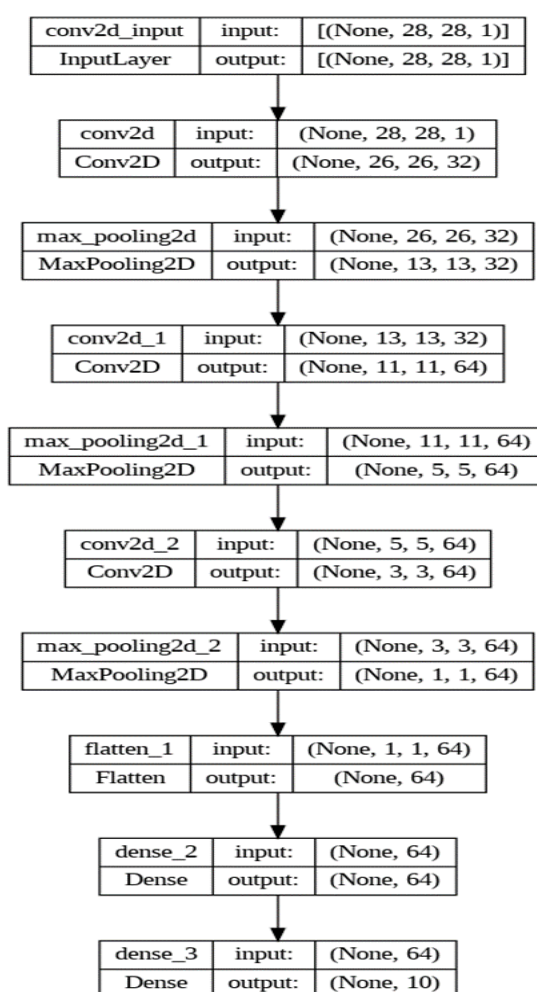 conv2d_input input: [(None, 28, 28, 1)]
InputLayer output: [(None, 28, 28, 1)]
conv2d input: (None, 28, 28, 1)
Conv2D output: (None, 26, 26, 32)
max_pooling2d input: (None, 26, 26, 32)
MaxPooling2D output: (None, 13, 13, 32)
conv2d_1 input: (None, 13, 13, 32)
Conv2D output: (None, 11, 11, 64)
max_pooling2d_1 input: (None, 11, 11, 64)
MaxPooling2D output: (None, 5, 5, 64)
conv2d_2 input: (None, 5, 5, 64)
Conv2D output: (None, 3, 3, 64)
max_pooling2d_2 input: (None, 3, 3, 64)
MaxPooling2D output: (None, 1, 1, 64)
flatten_1 input: (None, 1, 1, 64)
Flatten output: (None, 64)
dense_2 input: (None, 64)
Dense output: (None, 64)
dense_3 input: (None, 64)
Dense output: (None, 10)